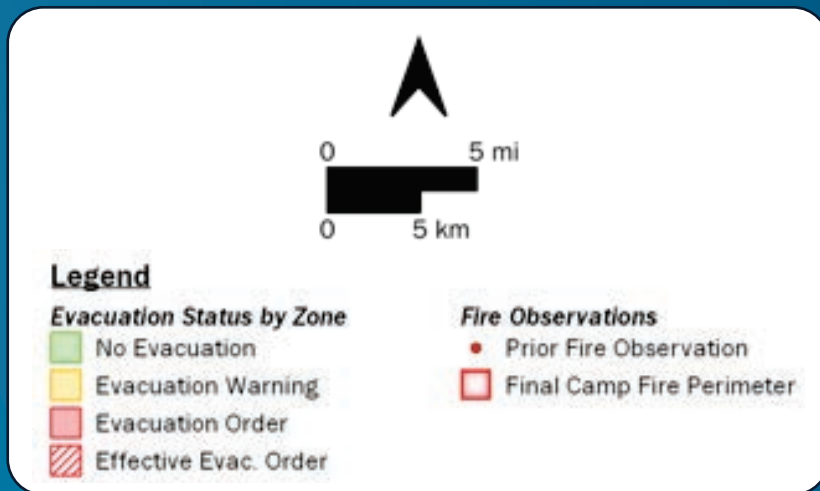 0 5 mi
0 5 km
Legend
Evacuation Status by Zone
No Evacuation
Evacuation Warning
Evacuation Order
Effective Evac. Order
Fire Observations
Prior Fire Observation
Final Camp Fire Perimeter